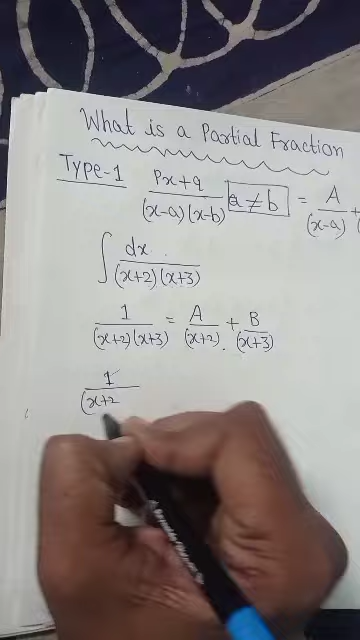 What is a Partial Fraction
Type-1 Px+q/(x-a)(x-b) a≠b = A/(x-a) +
∫ dx/(x+2)(x+3)
1/(x+2)(x+3) = A/(x+2) + B/(x+3)
1/(x+2